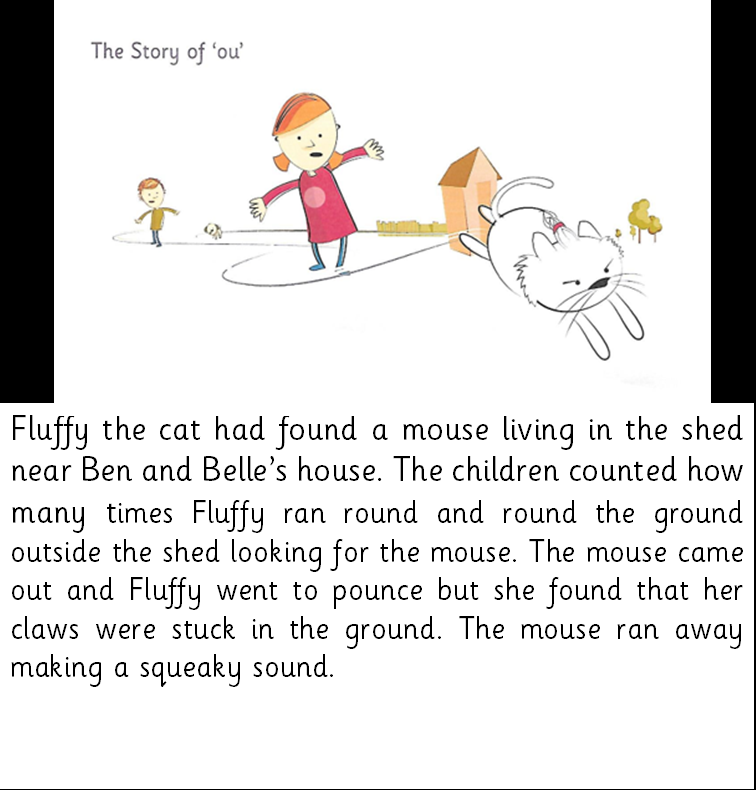 The Story of ‘ou’
Fluffy the cat had found a mouse living in the shed
near Ben and Belle’s house. The children counted how
many times Fluffy ran round and round the ground
outside the shed looking for the mouse. The mouse came
out and Fluffy went to pounce but she found that her
claws were stuck in the ground. The mouse ran away
making a squeaky sound.